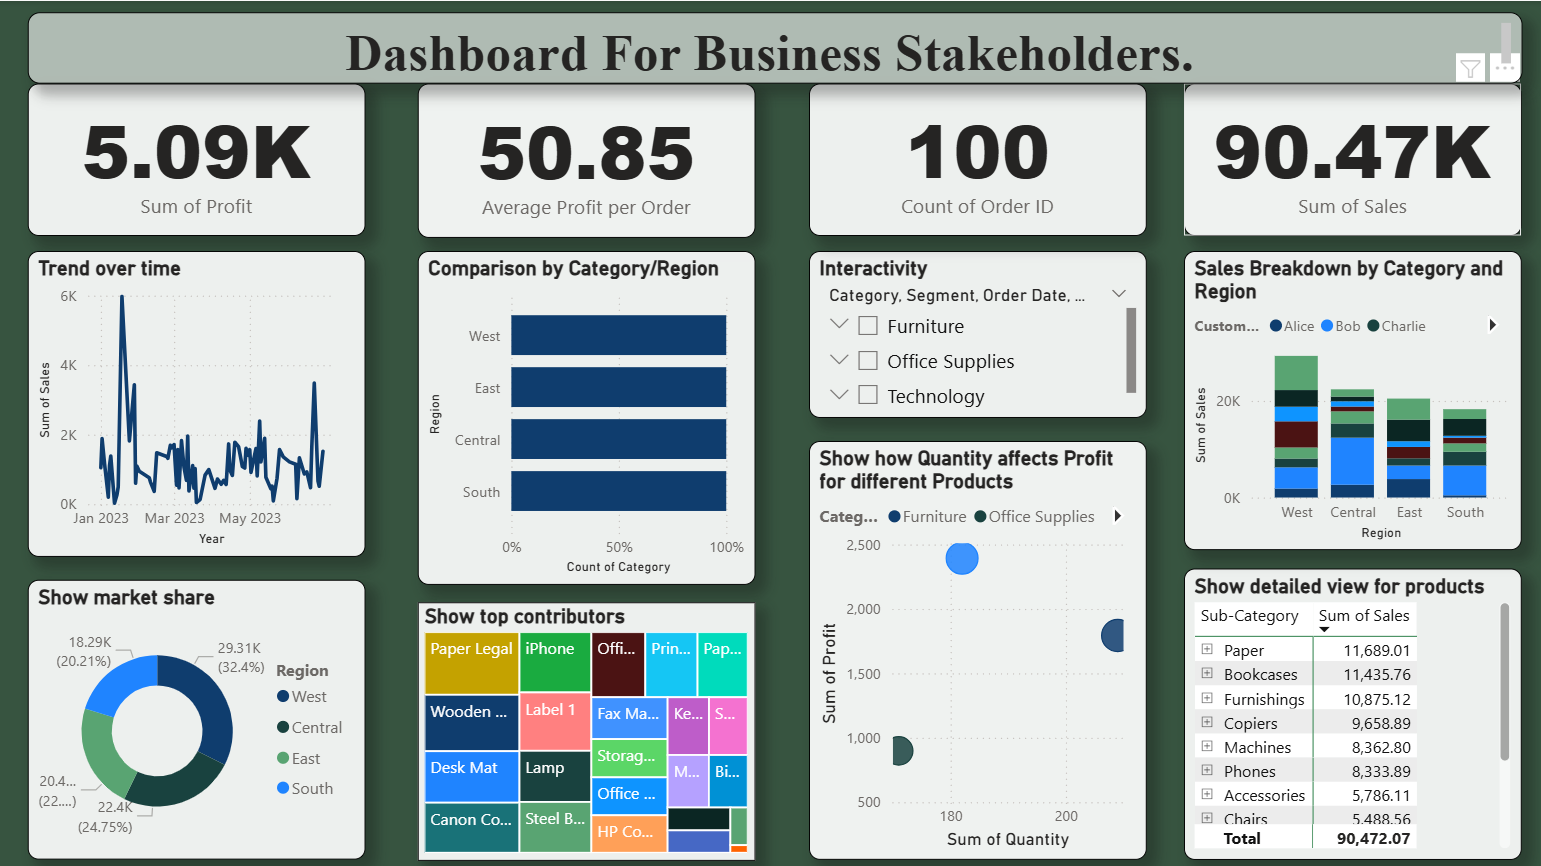 Dashboard For Business Stakeholders.
5.09K
Sum of Profit
50.85
Average Profit per Order
100
Count of Order ID
90.47K
Sum of Sales
Trend over time
6K
4K
2K
0K
Sum of Sales
Jan 2023 Mar 2023 May 2023
Year
Comparison by Category/Region
West
East
Central
South
Region
0% 50% 100%
Count of Category
Interactivity
Category, Segment, Order Date, ...
Furniture
Office Supplies
Technology
Sales Breakdown by Category and
Region
Custom... Alice Bob Charlie
20K
0K
Sum of Sales
West Central East South
Region
Show market share
18.29K
(20.21%)
29.31K
(32.4%)
20.4...
(22....)
22.4K
(24.75%)
Region
West
Central
East
South
Show top contributors
Paper Legal
Wooden ...
Desk Mat
Canon Co...
iPhone
Label 1
Lamp
Steel B...
Offi...
Prin...
Pap...
Fax Ma...
Storag...
Office ...
HP Co...
Ke...
S...
M...
Bi...
Show how Quantity affects Profit
for different Products
Categ... Furniture Office Supplies
2,500
2,000
1,500
1,000
500
Sum of Profit
180 200
Sum of Quantity
Show detailed view for products
Sub-Category Sum of Sales
Paper 11,689.01
Bookcases 11,435.76
Furnishings 10,875.12
Copiers 9,658.89
Machines 8,362.80
Phones 8,333.89
Accessories 5,786.11
Chairs 5,488.56
Total 90,472.07